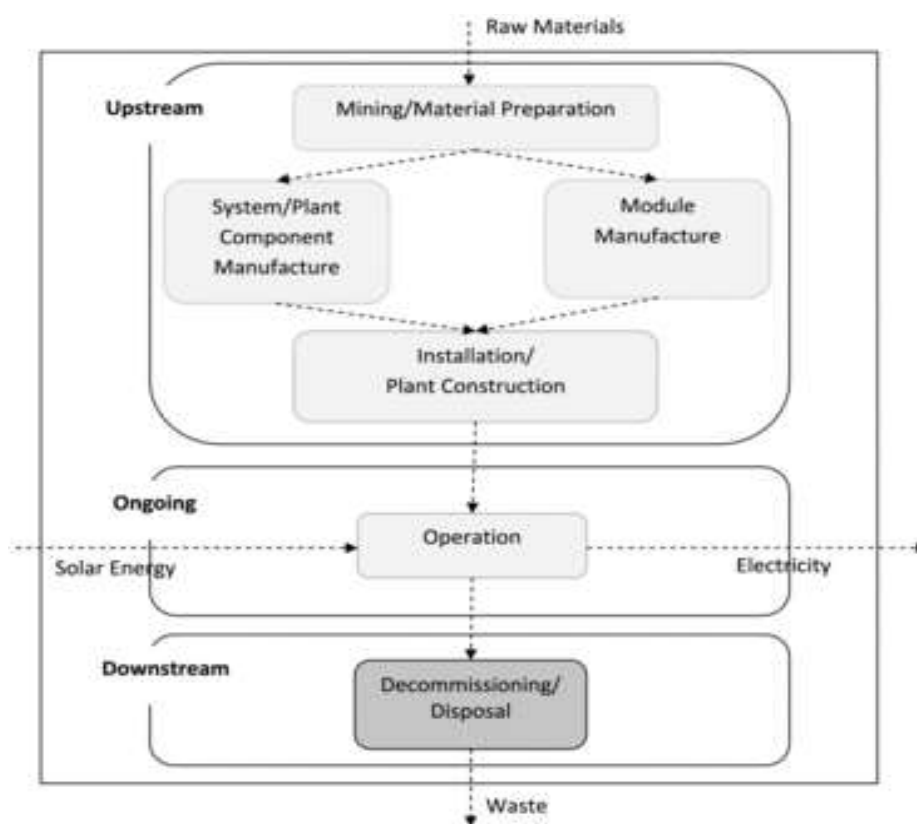 Raw Materials
Upstream
Mining/Material Preparation
System/Plant
Component
Manufacture
Module
Manufacture
Installation/
Plant Construction
Ongoing
Operation
Solar Energy
Electricity
Downstream
Decommissioning/
Disposal
Waste